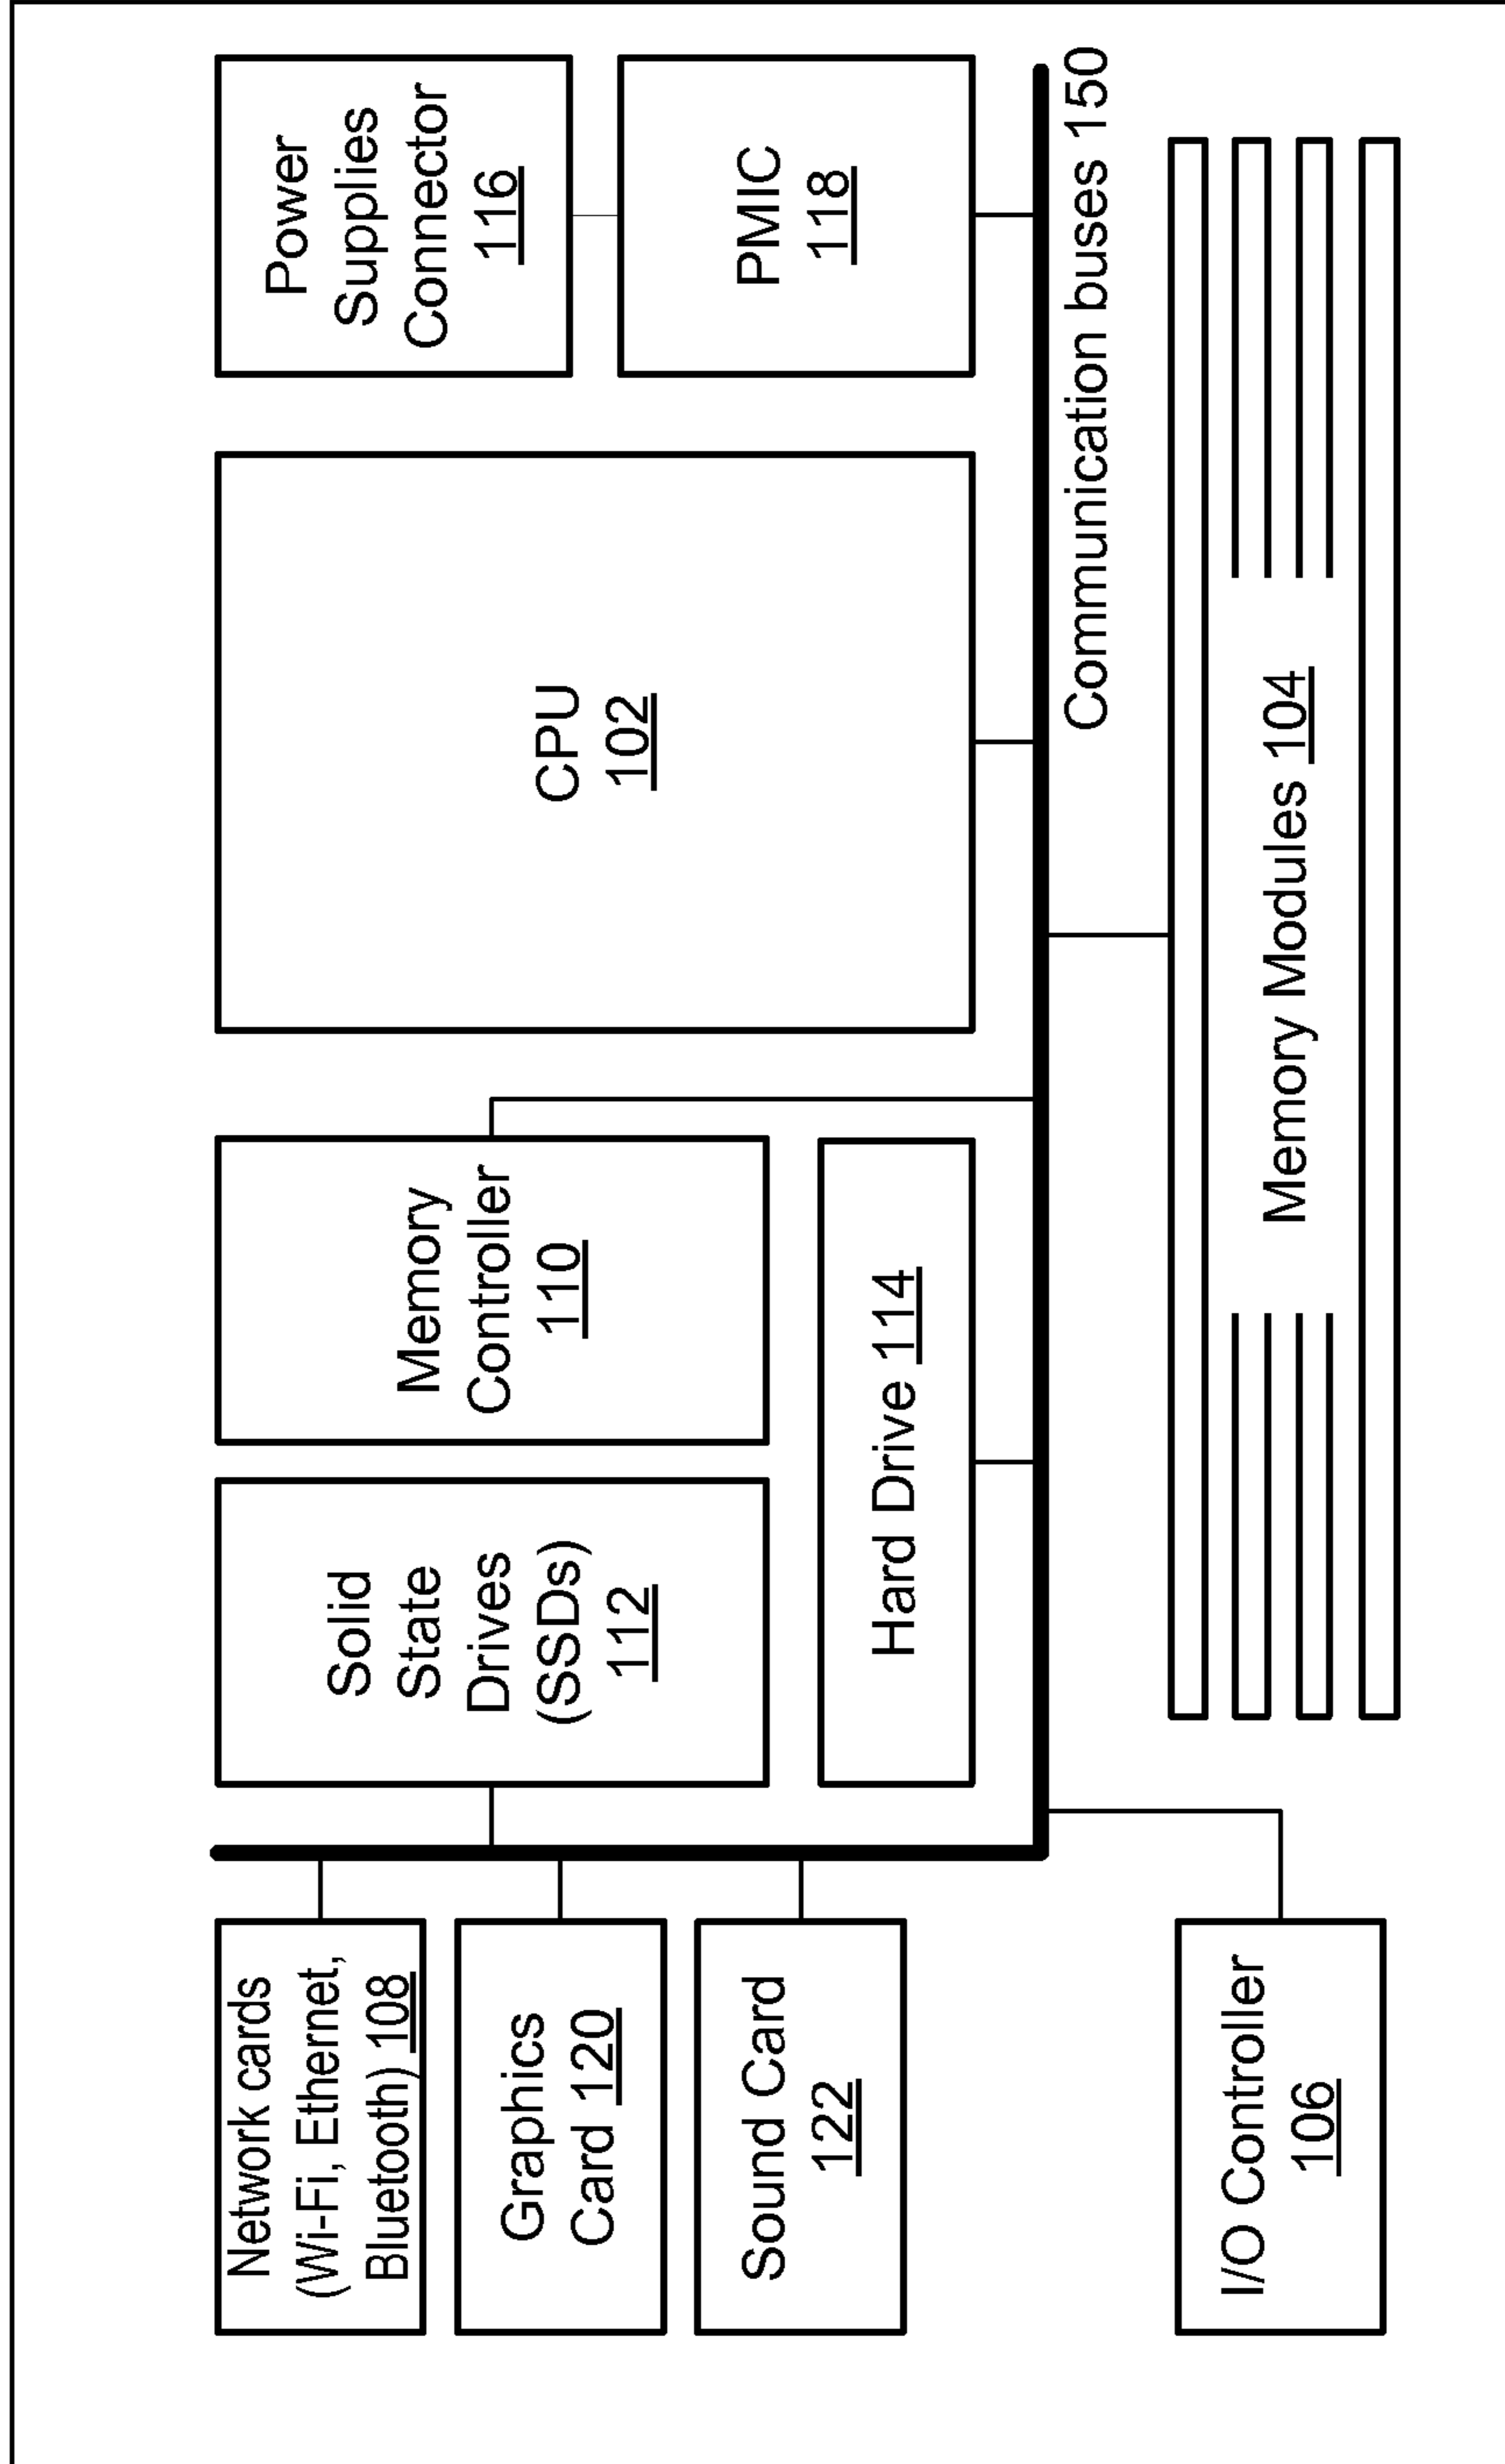 Network cards
(Wi-Fi, Ethernet,
Bluetooth) 108
Solid
State
Drives
(SSDs)
112
Memory
Controller
110
CPU
102
Power
Supplies
Connector
116
Graphics
Card 120
PMIC
118
Sound Card
122
Hard Drive 114
Communication buses 150
I/O Controller
106
Memory Modules 104